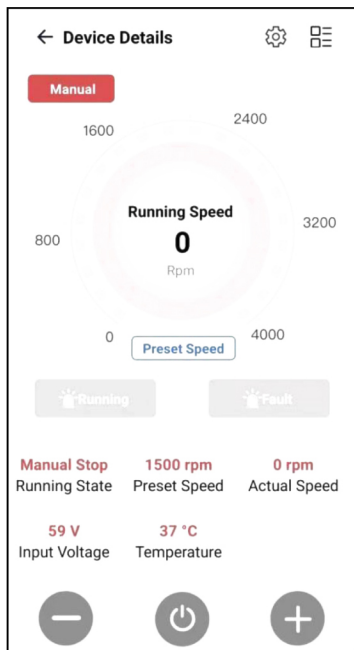 Device Details
Manual
1600
2400
800
3200
Running Speed
0
Rpm
0
4000
Preset Speed
Running
Fault
Manual Stop
1500 rpm
0 rpm
Running State
Preset Speed
Actual Speed
59 V
37 °C
Input Voltage
Temperature